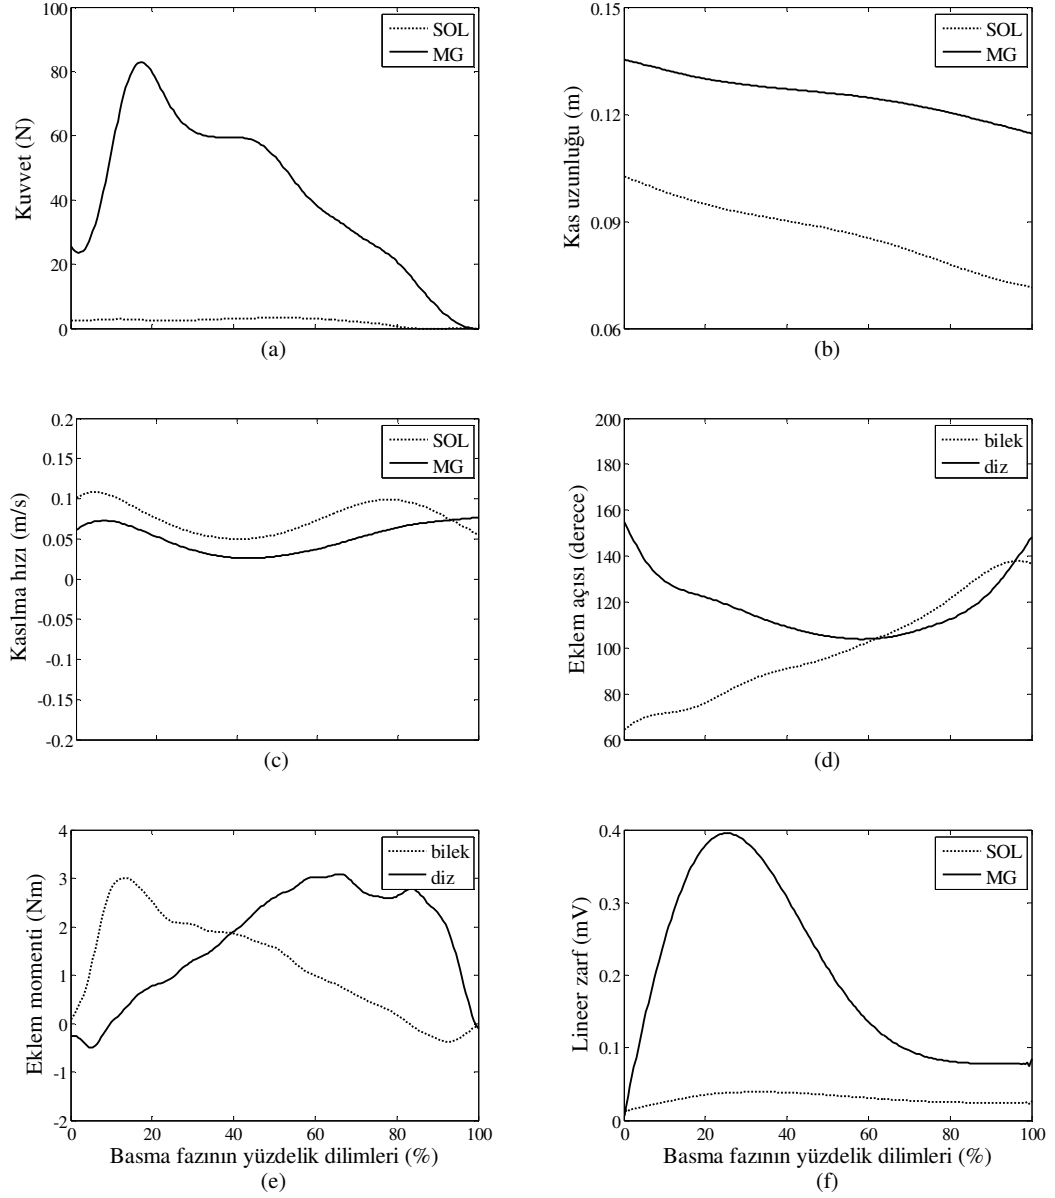 100
80
60
40
20
0
Kuvvet (N)
SOL
MG
(a)
0.15
0.12
0.09
0.06
Kas uzunluğu (m)
SOL
MG
(b)
0.2
0.15
0.1
0.05
0
-0.05
-0.1
-0.15
-0.2
Kasılma hızı (m/s)
SOL
MG
(c)
200
180
160
140
120
100
80
60
Eklem açısı (derece)
bilek
diz
(d)
4
3
2
1
0
-1
-2
Eklem momenti (Nm)
bilek
diz
0 20 40 60 80 100
Basma fazının yüzdelik dilimleri (%)
(e)
0.4
0.3
0.2
0.1
0
Lineer zarf (mV)
SOL
MG
0 20 40 60 80 100
Basma fazının yüzdelik dilimleri (%)
(f)